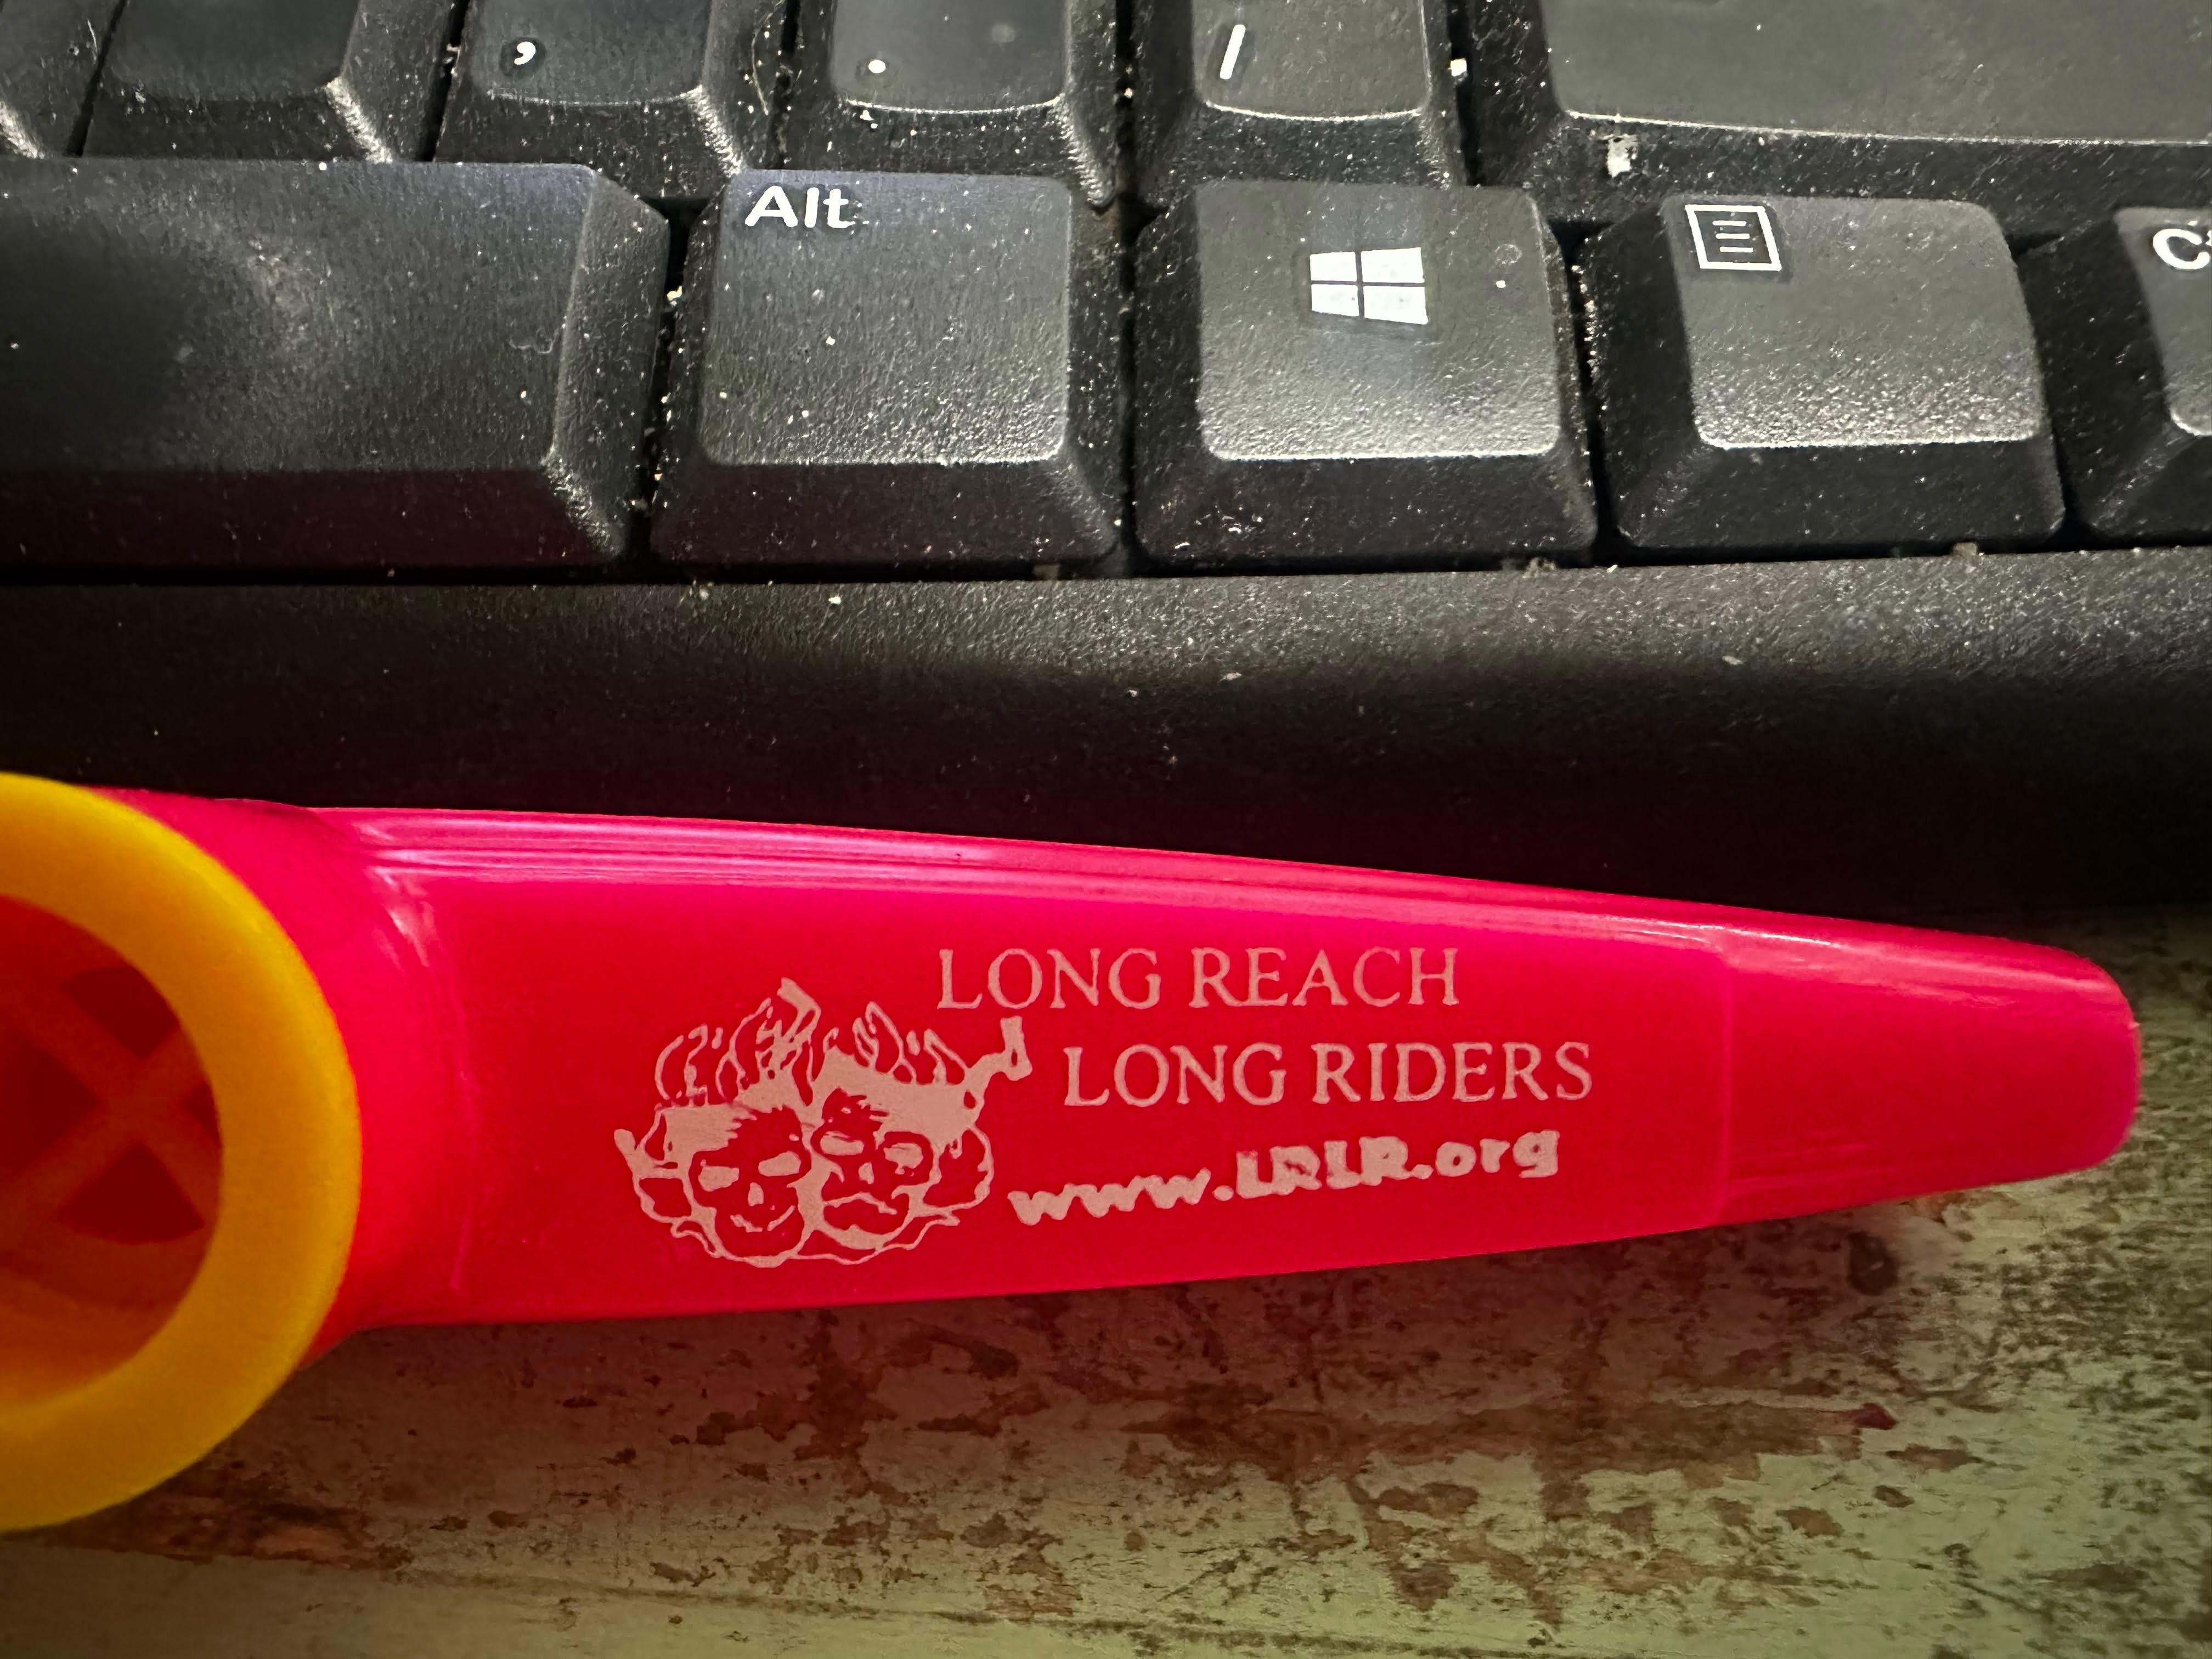 , . /
Alt
LONG REACH
LONG RIDERS
www.LRLR.org